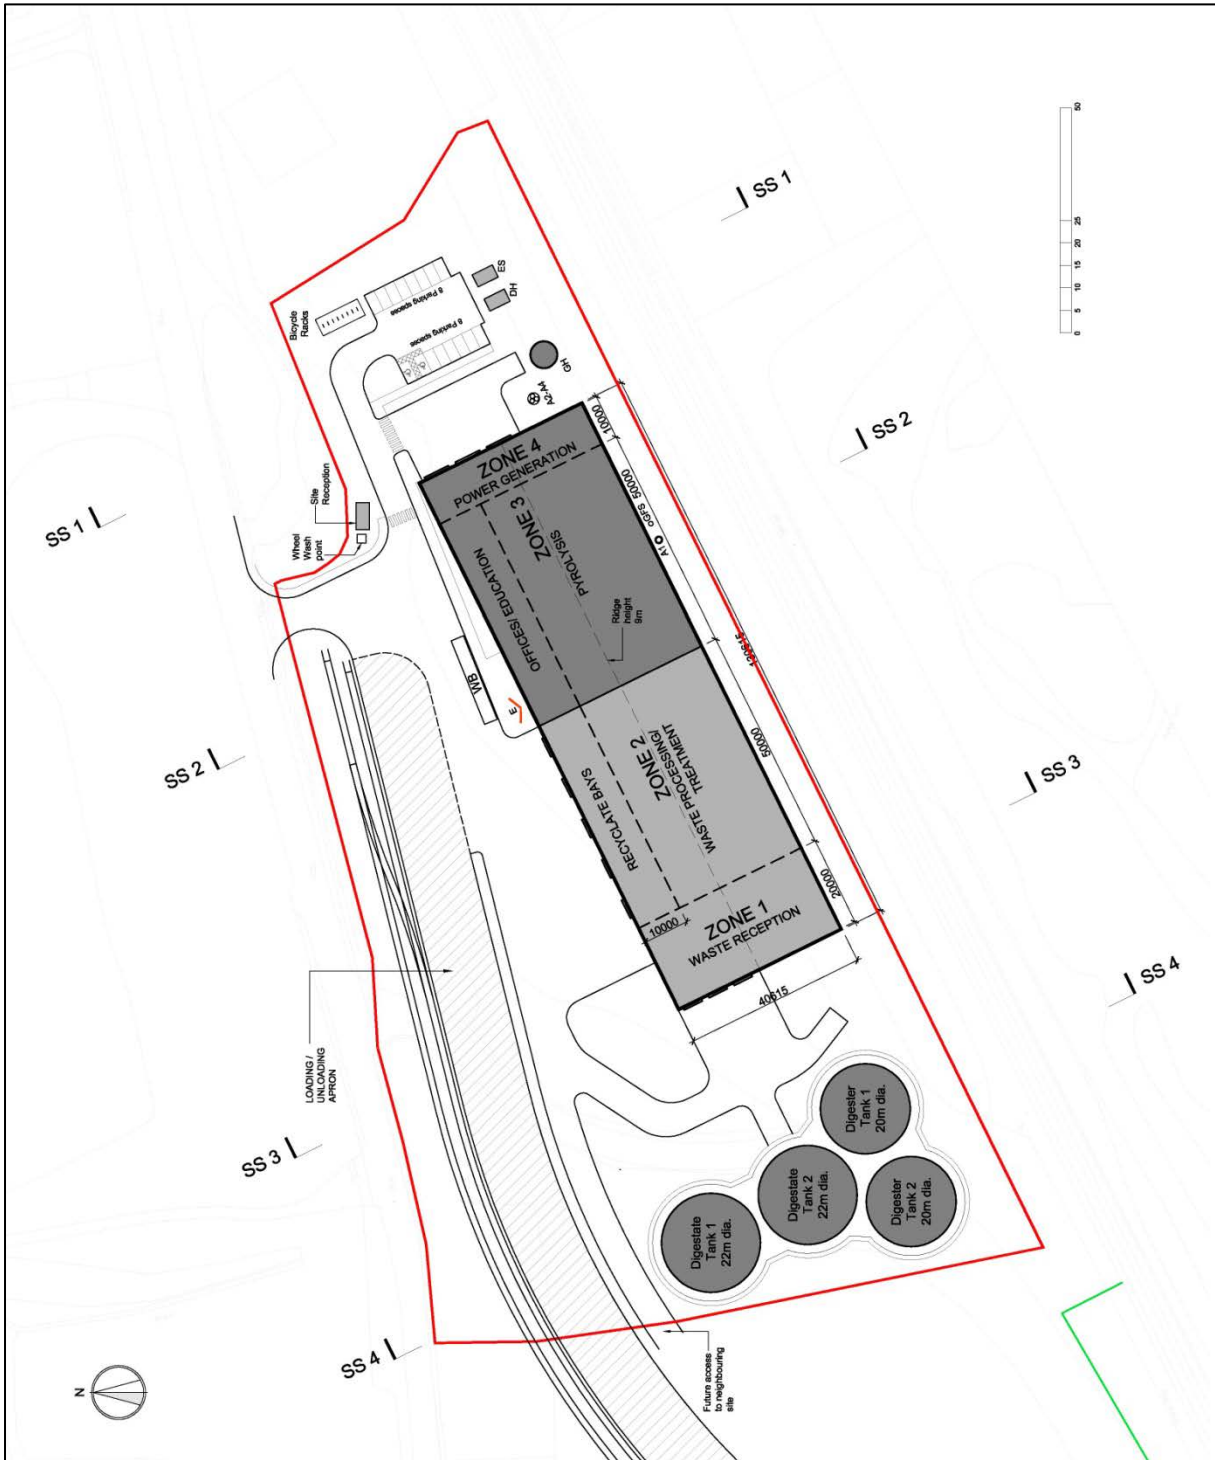 SS 1
SS 1
SS 2
SS 2
SS 3
SS 3
SS 4
SS 4
50
25
20
15
10
5
0
Bicycle
Racks
8 Parking spaces
8 Parking spaces
ES
DH
GH
A2-A4
Site
Reception
Wheel
Wash
point
ZONE 4
POWER GENERATION
ZONE 3
PYROLYSIS
OFFICES/ EDUCATION
Ridge
height
9m
A1
oGFS
10000
50000
120615
50000
20000
WB
E
RECYCLATE BAYS
ZONE 2
WASTE PROCESSING/
TREATMENT
10000
ZONE 1
WASTE RECEPTION
40615
LOADING /
UNLOADING
APRON
Digester
Tank 1
20m dia.
Digestate
Tank 2
22m dia.
Digester
Tank 2
20m dia.
Digestate
Tank 1
22m dia.
Future access
to neighbouring
site
N